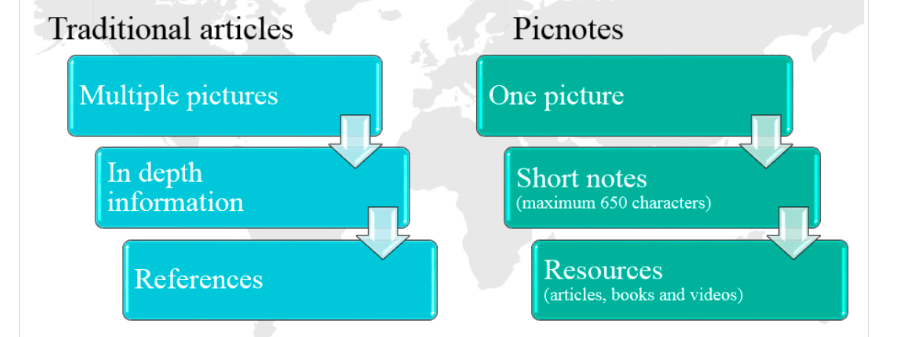 Traditional articles
Multiple pictures
In depth
information
References
Picnotes
One picture
Short notes
(maximum 650 characters)
Resources
(articles, books and videos)